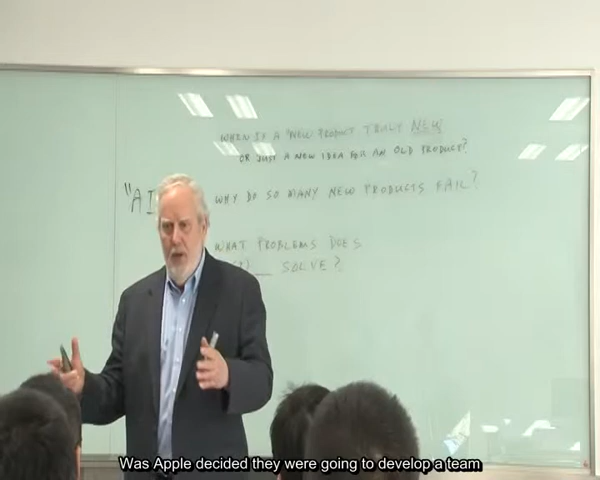 WHEN IS A NEW PRODUCT TRULY NEW
OR JUST A NEW IDEA FOR AN OLD PRODUCT?
"AI
WHY DO SO MANY NEW PRODUCTS FAIL?
WHAT PROBLEMS DOES
SOLVE?
Was Apple decided they were going to develop a team